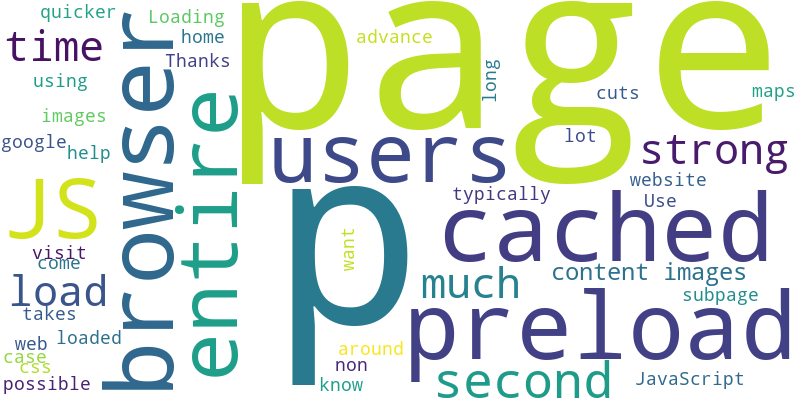 quicker
Loading
time
home
advance
Thanks
using
long
cuts
maps
images
browser
entire
page
google
help
users
lot
strong
JS
typically
website
Use
p
cached
visit
want
come
load
much
content images
takes
preload
subpage
web
loaded
around
case
css
non
possible
know
second
JavaScript